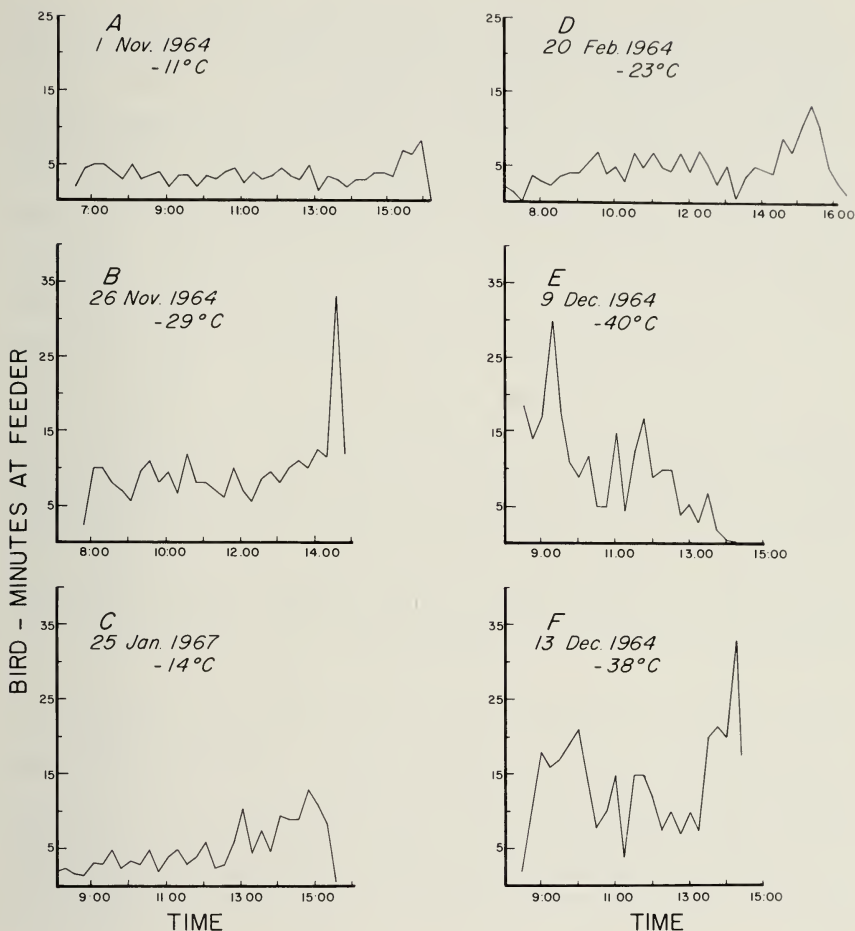 BIRD - MINUTES AT FEEDER
A
1 Nov. 1964
-11°C
25
15
5
7:00 9:00 11:00 13:00 15:00
B
26 Nov. 1964
-29°C
35
25
15
5
8:00 10:00 12:00 14.00
C
25 Jan. 1967
-14°C
35
25
15
5
9:00 11:00 13:00 15:00
TIME
D
20 Feb. 1964
-23°C
25
15
5
8:00 10.00 12:00 14:00 16:00
E
9 Dec. 1964
-40°C
35
25
15
5
9:00 11.00 13:00 15:00
F
13 Dec. 1964
-38°C
35
25
15
5
9:00 11:00 13:00 15:00
TIME